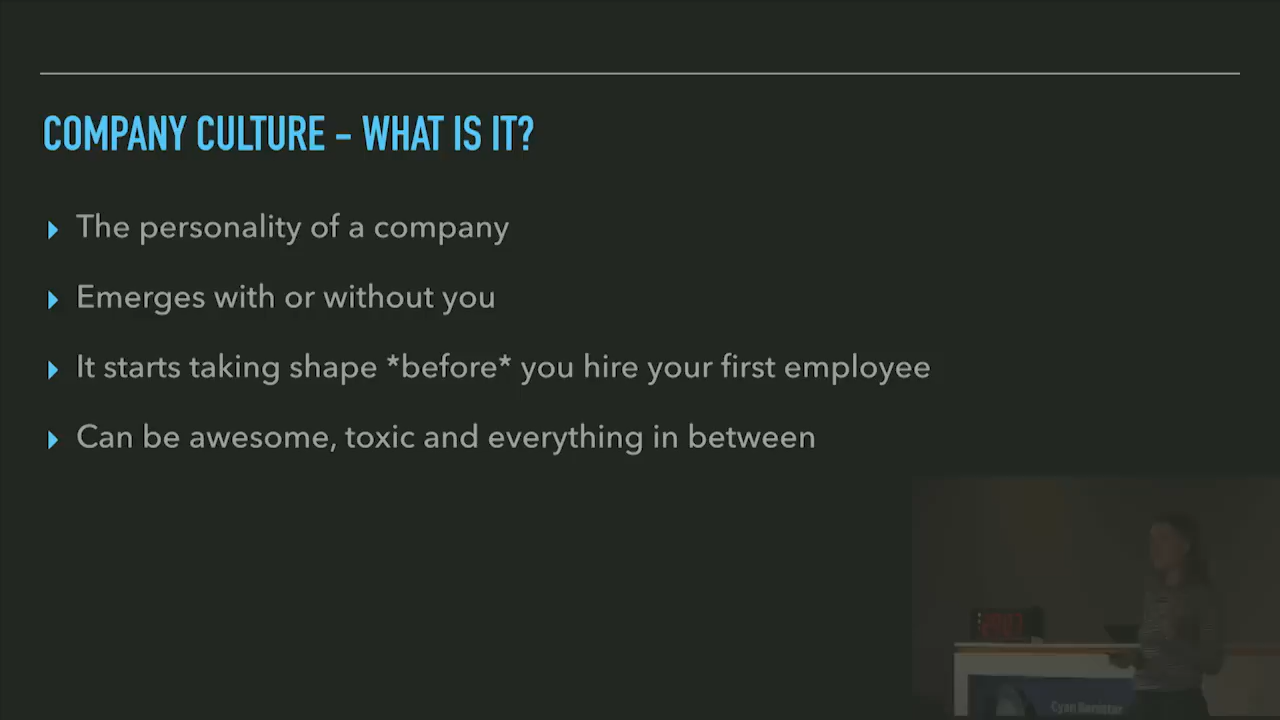 COMPANY CULTURE – WHAT IS IT?
The personality of a company
Emerges with or without you
It starts taking shape *before* you hire your first employee
Can be awesome, toxic and everything in between
Cyan